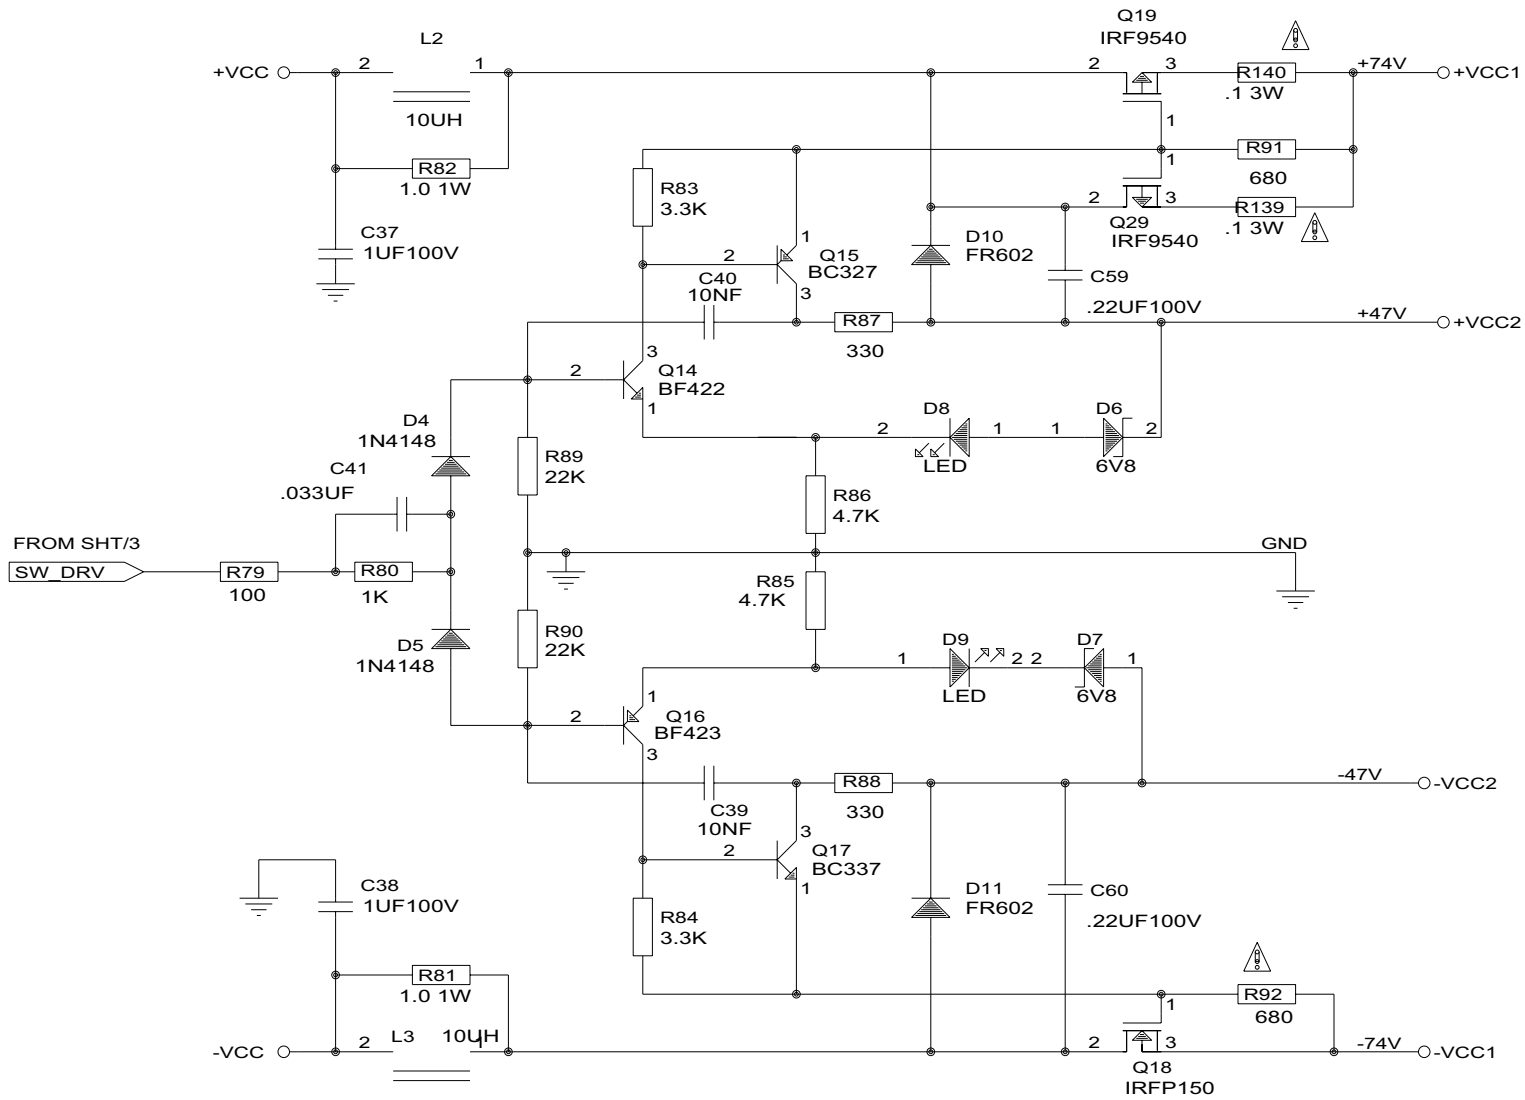 Q19
IRF9540
L2
+VCC
2
1
10UH
2
3
1
R140
.1 3W
+74V
+VCC1
R82
1.0 1W
R83
3.3K
R91
680
1
2
3
Q29
IRF9540
R139
.1 3W
C37
1UF100V
2
1
Q15
BC327
3
D10
FR602
C59
.22UF100V
C40
10NF
R87
330
+47V
+VCC2
2
3
Q14
BF422
1
D4
1N4148
R89
22K
2
D8
LED
1
1
D6
6V8
2
C41
.033UF
R86
4.7K
FROM SHT/3
SW_DRV
R79
100
R80
1K
GND
R85
4.7K
D5
1N4148
R90
22K
1
D9
LED
2
2
D7
6V8
1
2
1
Q16
BF423
3
C39
10NF
R88
330
-47V
-VCC2
2
3
Q17
BC337
1
C38
1UF100V
R84
3.3K
D11
FR602
C60
.22UF100V
R81
1.0 1W
R92
680
1
-VCC
2
L3
10UH
1
2
3
Q18
IRFP150
-74V
-VCC1